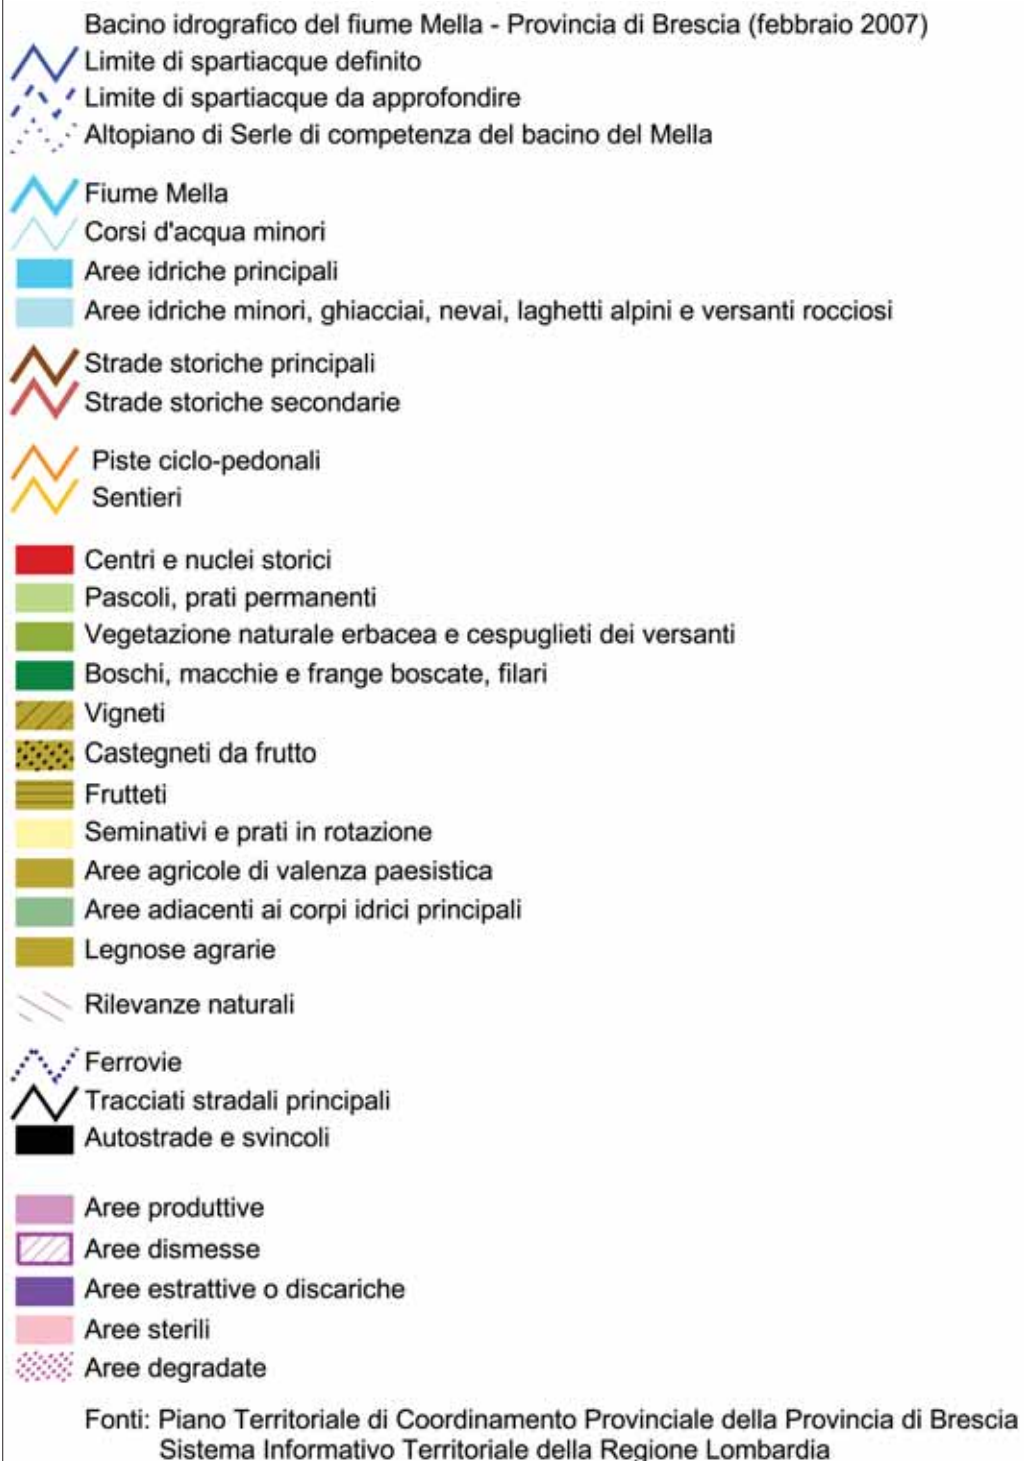 Bacino idrografico del fiume Mella - Provincia di Brescia (febbraio 2007)
Limite di spartiacque definito
Limite di spartiacque da approfondire
Altopiano di Serle di competenza del bacino del Mella
Fiume Mella
Corsi d'acqua minori
Aree idriche principali
Aree idriche minori, ghiacciai, nevai, laghetti alpini e versanti rocciosi
Strade storiche principali
Strade storiche secondarie
Piste ciclo-pedonali
Sentieri
Centri e nuclei storici
Pascoli, prati permanenti
Vegetazione naturale erbacea e cespuglieti dei versanti
Boschi, macchie e frange boscate, filari
Vigneti
Castegneti da frutto
Frutteti
Seminativi e prati in rotazione
Aree agricole di valenza paesistica
Aree adiacenti ai corpi idrici principali
Legnose agrarie
Rilevanze naturali
Ferrovie
Tracciati stradali principali
Autostrade e svincoli
Aree produttive
Aree dismesse
Aree estrattive o discariche
Aree sterili
Aree degradate
Fonti: Piano Territoriale di Coordinamento Provinciale della Provincia di Brescia
Sistema Informativo Territoriale della Regione Lombardia